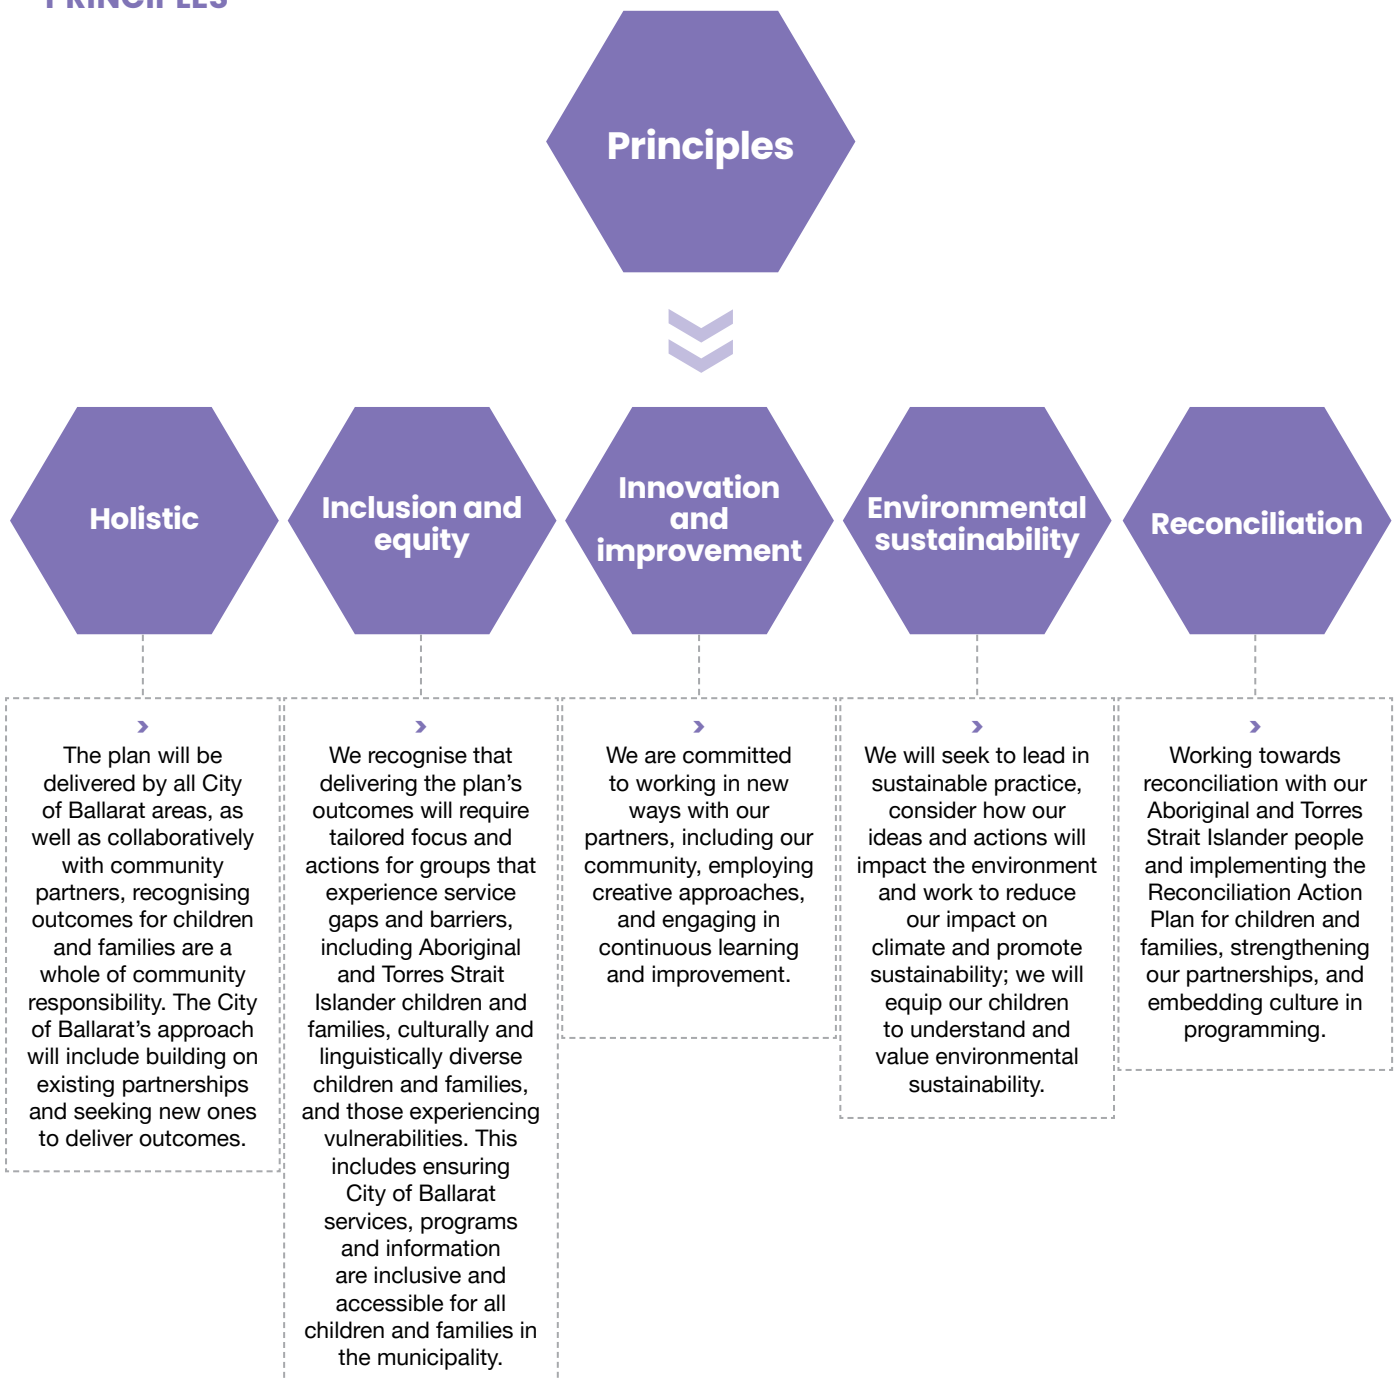 PRINCIPLES
Principles
Holistic
The plan will be
delivered by all City
of Ballarat areas, as
well as collaboratively
with community
partners, recognising
outcomes for children
and families are a
whole of community
responsibility. The City
of Ballarat’s approach
will include building on
existing partnerships
and seeking new ones
to deliver outcomes.
Inclusion and
equity
We recognise that
delivering the plan’s
outcomes will require
tailored focus and
actions for groups that
experience service
gaps and barriers,
including Aboriginal
and Torres Strait
Islander children and
families, culturally and
linguistically diverse
children and families,
and those experiencing
vulnerabilities. This
includes ensuring
City of Ballarat
services, programs
and information
are inclusive and
accessible for all
children and families in
the municipality.
Innovation
and
improvement
We are committed
to working in new
ways with our
partners, including our
community, employing
creative approaches,
and engaging in
continuous learning
and improvement.
Environmental
sustainability
We will seek to lead in
sustainable practice,
consider how our
ideas and actions will
impact the environment
and work to reduce
our impact on
climate and promote
sustainability; we will
equip our children
to understand and
value environmental
sustainability.
Reconciliation
Working towards
reconciliation with our
Aboriginal and Torres
Strait Islander people
and implementing the
Reconciliation Action
Plan for children and
families, strengthening
our partnerships, and
embedding culture in
programming.